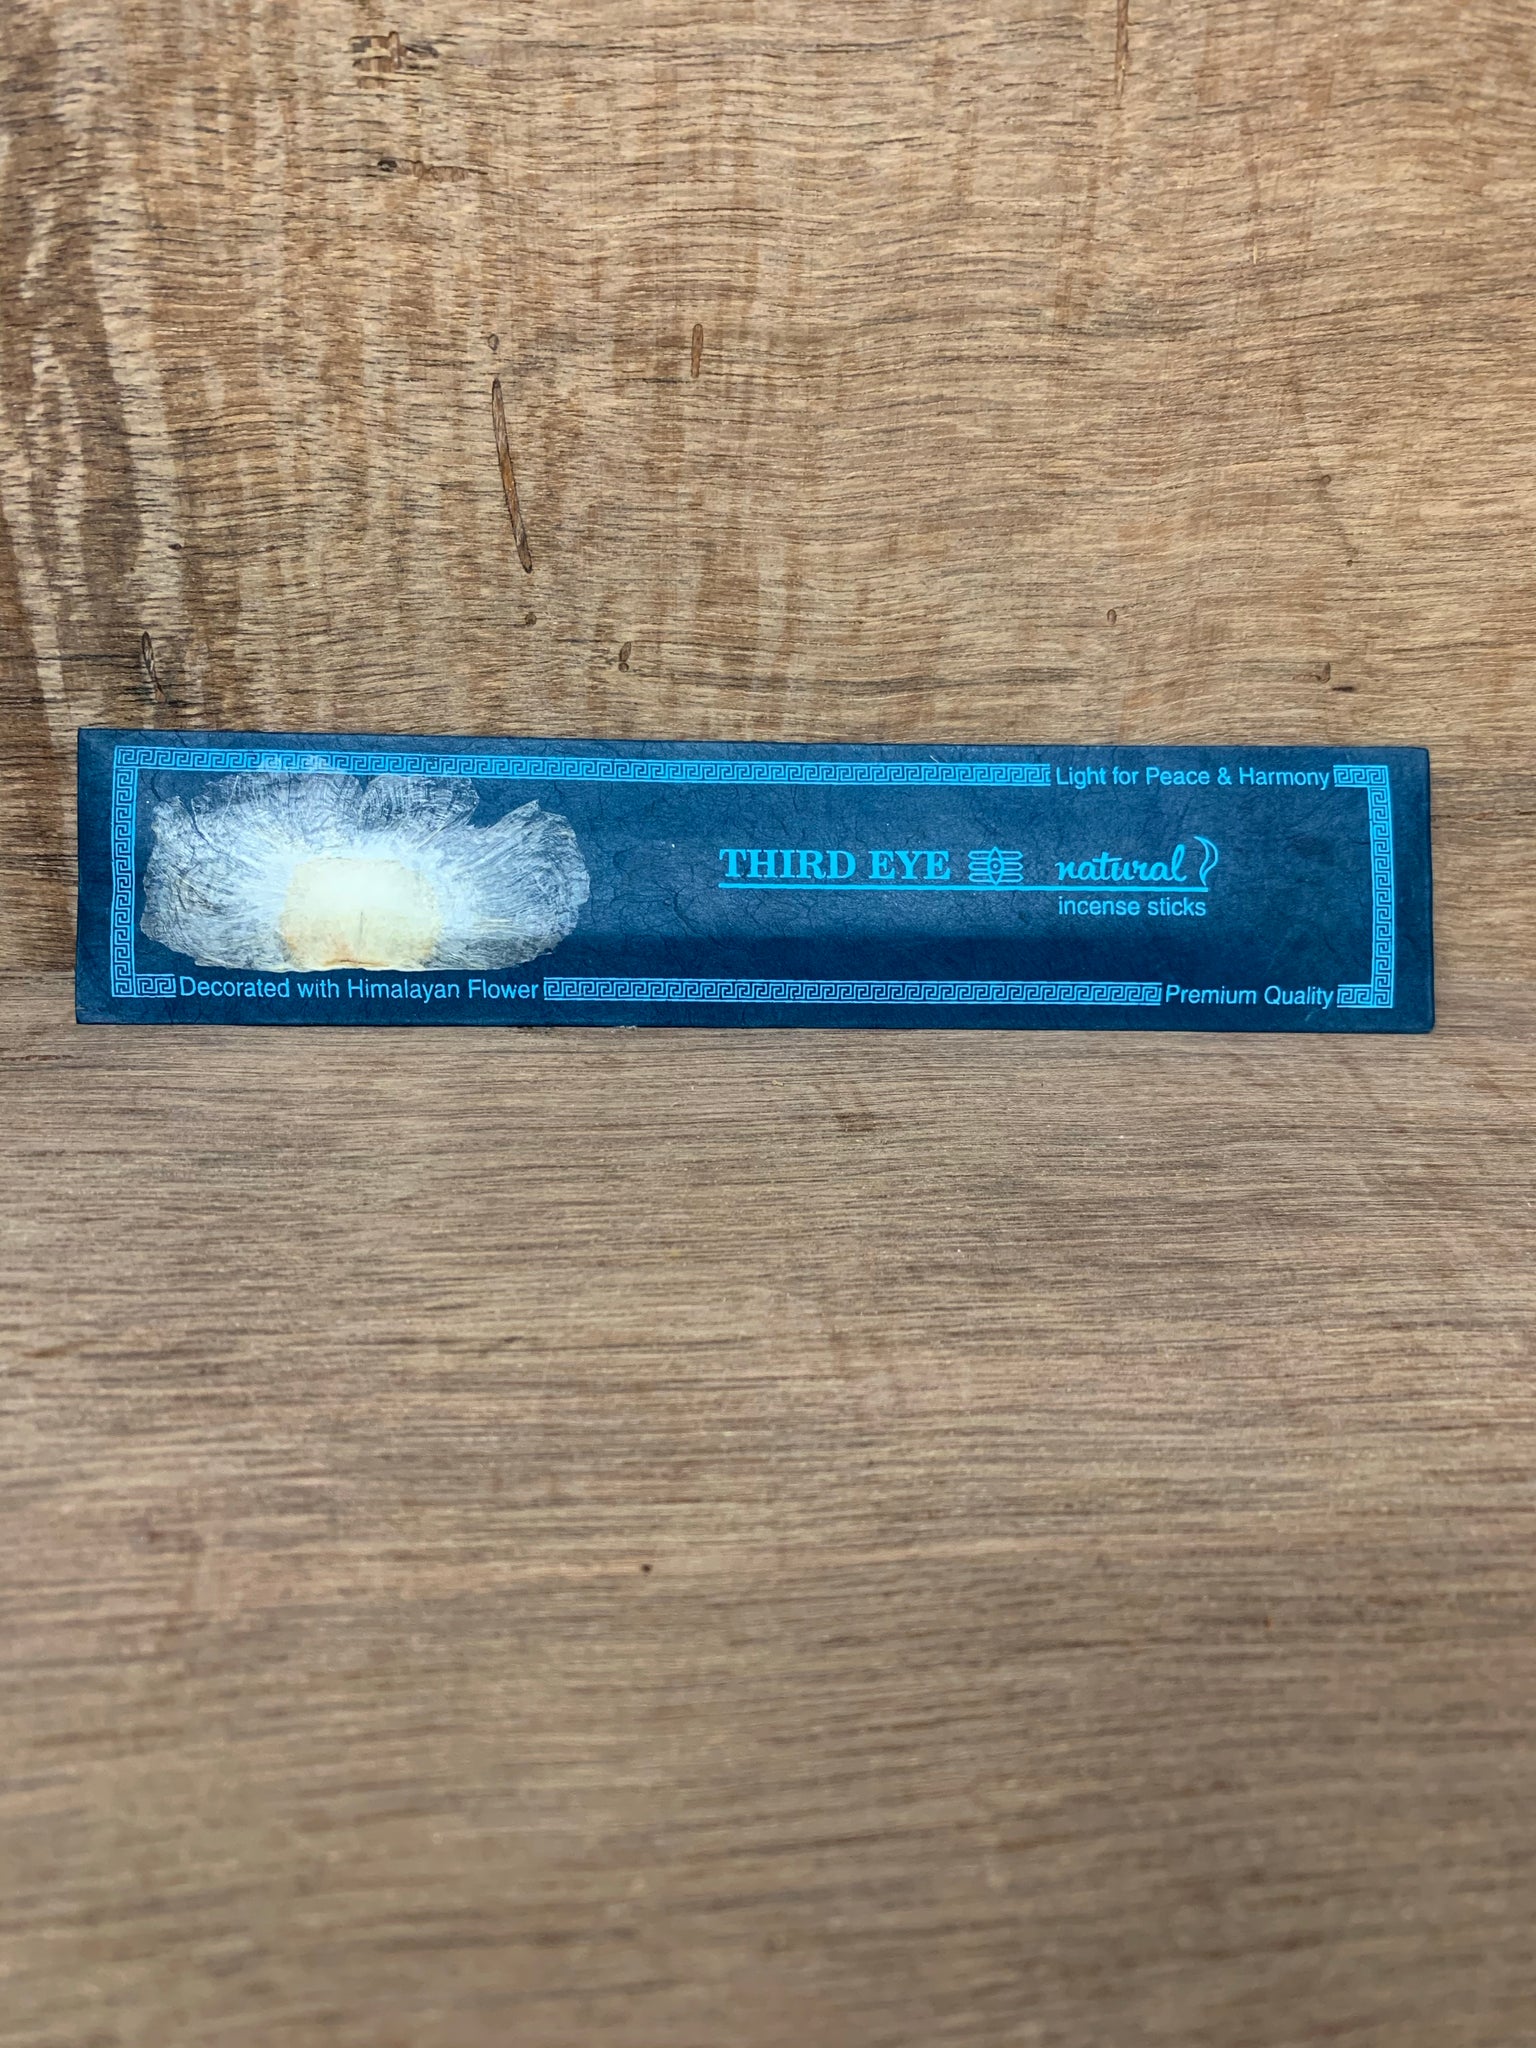 Light for Peace & Harmony
THIRD EYE natural
incense sticks
Decorated with Himalayan Flower
Premium Quality